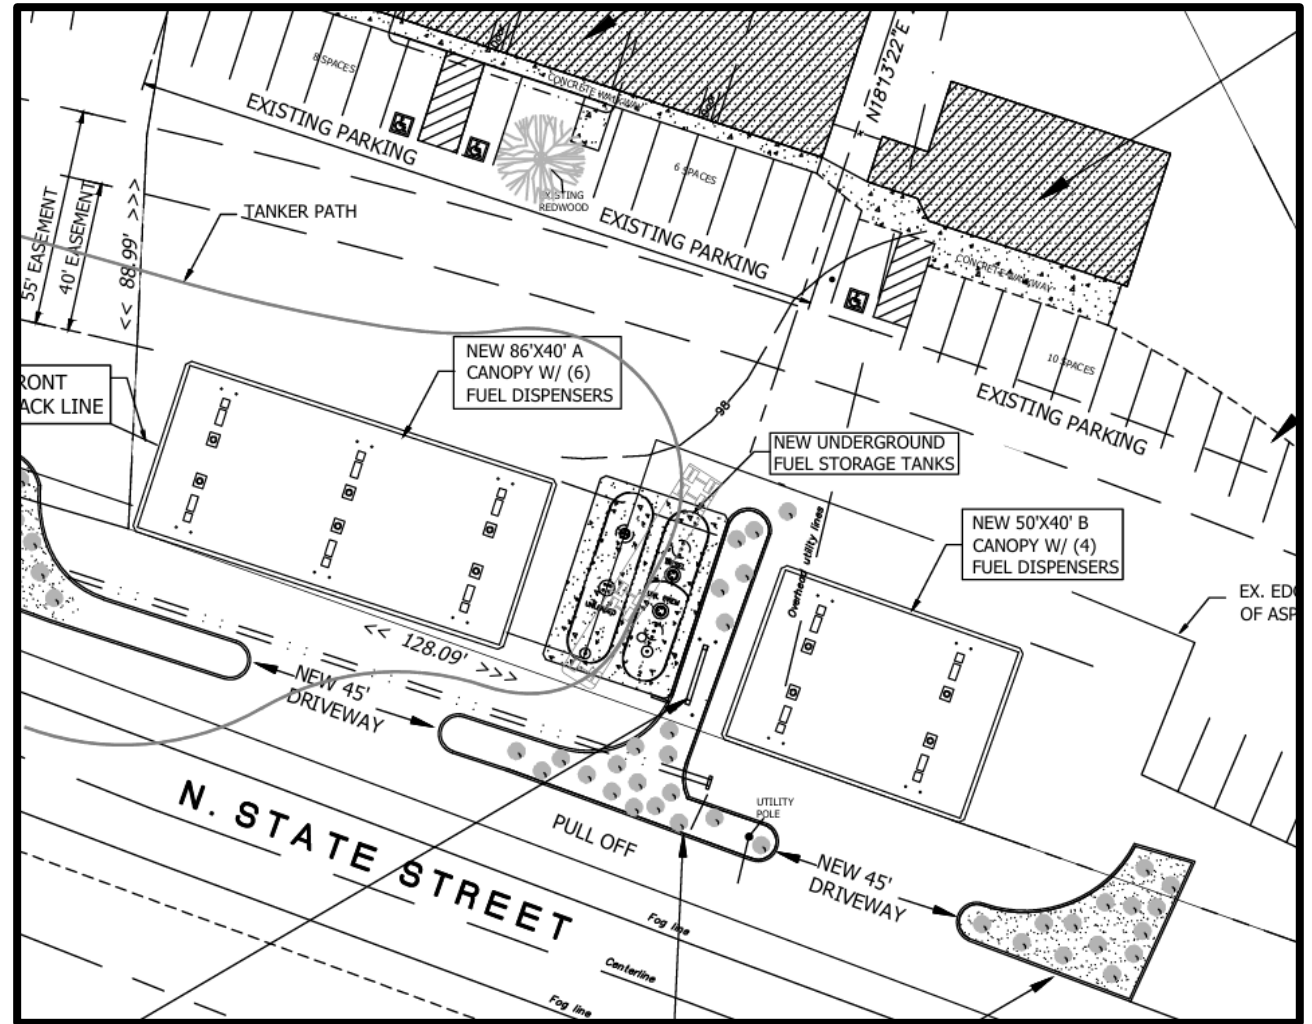 8 SPACES
CONCRETE WALKWAY
N18°13'22"E
EXISTING PARKING
6 SPACES
EXISTING
REDWOOD
EXISTING PARKING
TANKER PATH
55' EASEMENT
40' EASEMENT
<< 88.99' >>>
CONCRETE WALKWAY
10 SPACES
EXISTING PARKING
NEW 86'X40' A
CANOPY W/ (6)
FUEL DISPENSERS
RONT
ACK LINE
98
NEW UNDERGROUND
FUEL STORAGE TANKS
Overhead utility lines
NEW 50'X40' B
CANOPY W/ (4)
FUEL DISPENSERS
EX. EDG
OF ASP
<< 128.09' >>>
NEW 45'
DRIVEWAY
UTILITY
POLE
PULL OFF
NEW 45'
DRIVEWAY
N. STATE STREET
Fog line
Centerline
Fog line